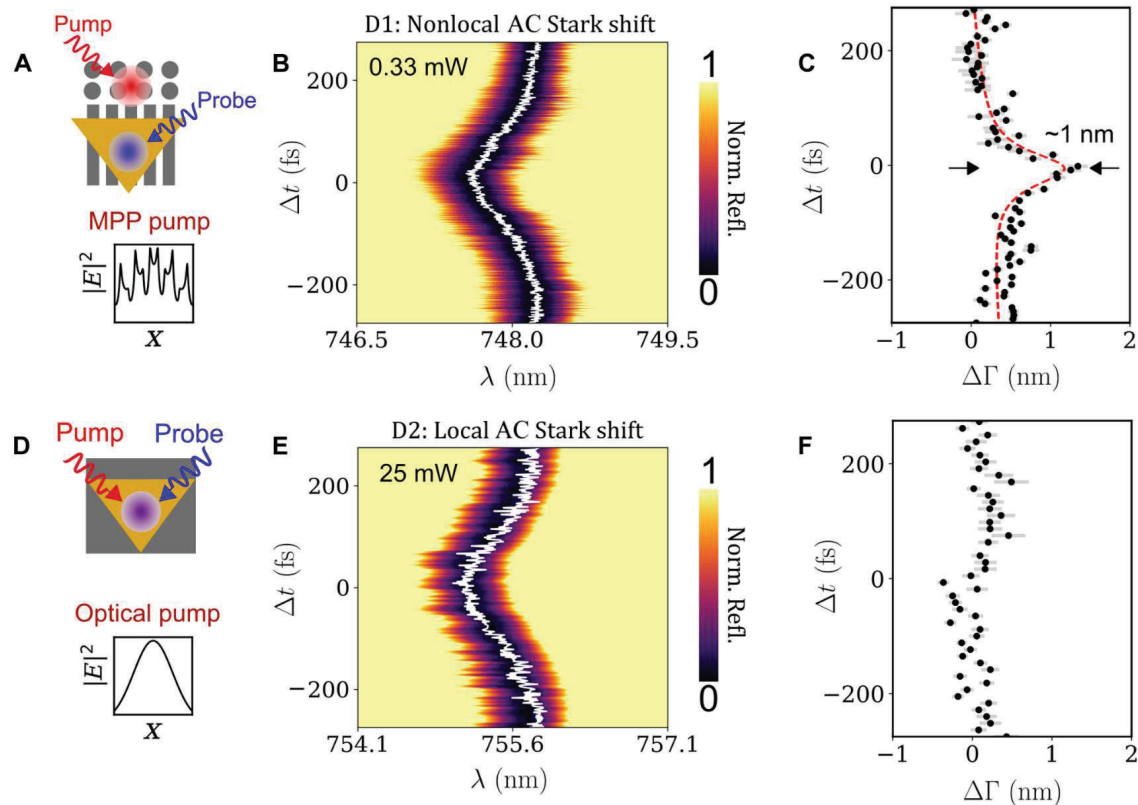 A
Pump
Probe
MPP pump
|E|²
x
B
D1: Nonlocal AC Stark shift
0.33 mW
200
0
−200
Δt (fs)
746.5
748.0
749.5
λ (nm)
1
0
Norm. Refl.
C
~1 nm
200
0
−200
Δt (fs)
−1
0
1
2
ΔΓ (nm)
D
Pump
Probe
Optical pump
|E|²
x
E
D2: Local AC Stark shift
25 mW
200
0
−200
Δt (fs)
754.1
755.6
757.1
λ (nm)
1
0
Norm. Refl.
F
200
0
−200
Δt (fs)
−1
0
1
2
ΔΓ (nm)